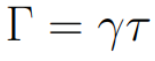 Γ = γτ